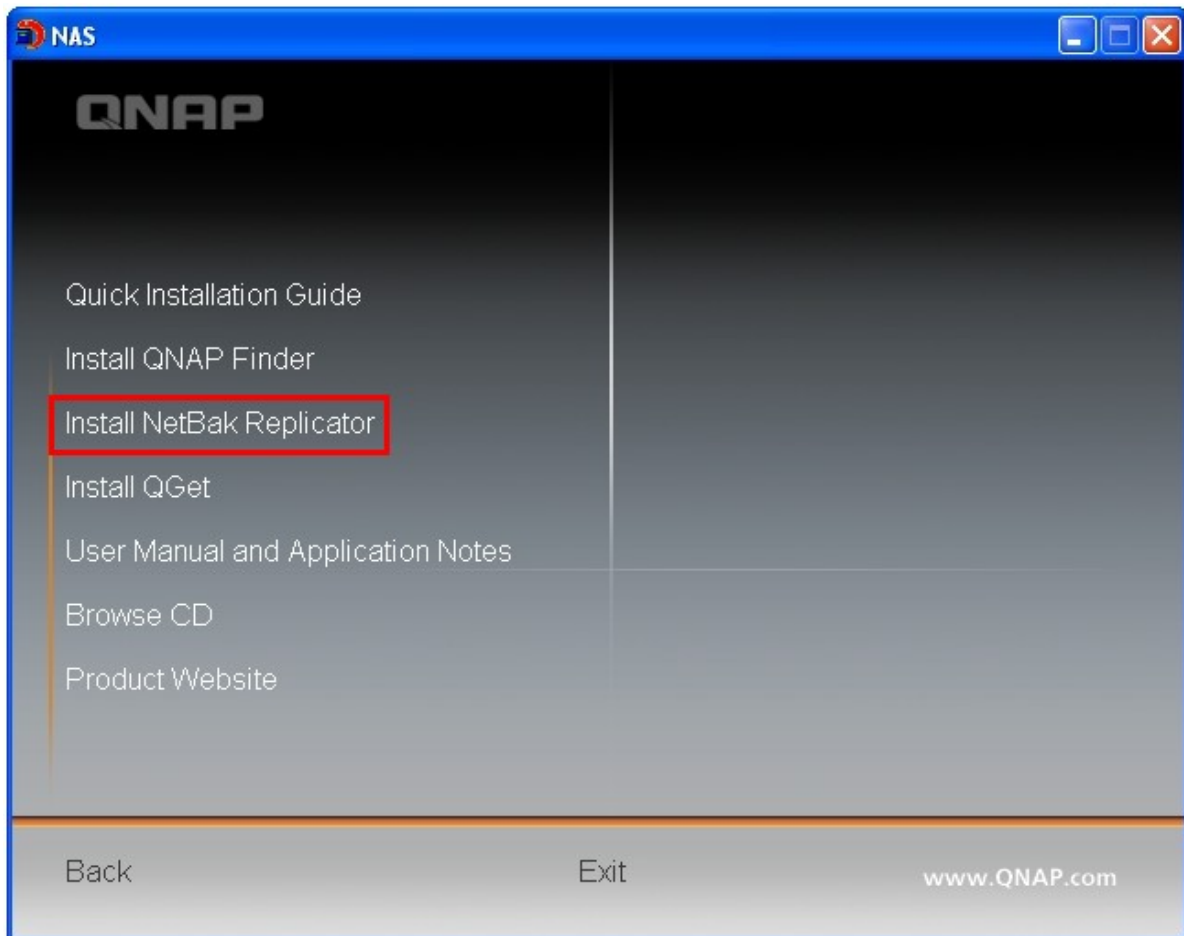 NAS
QNAP
Quick Installation Guide
Install QNAP Finder
Install NetBak Replicator
Install QGet
User Manual and Application Notes
Browse CD
Product Website
Back
Exit
www.QNAP.com